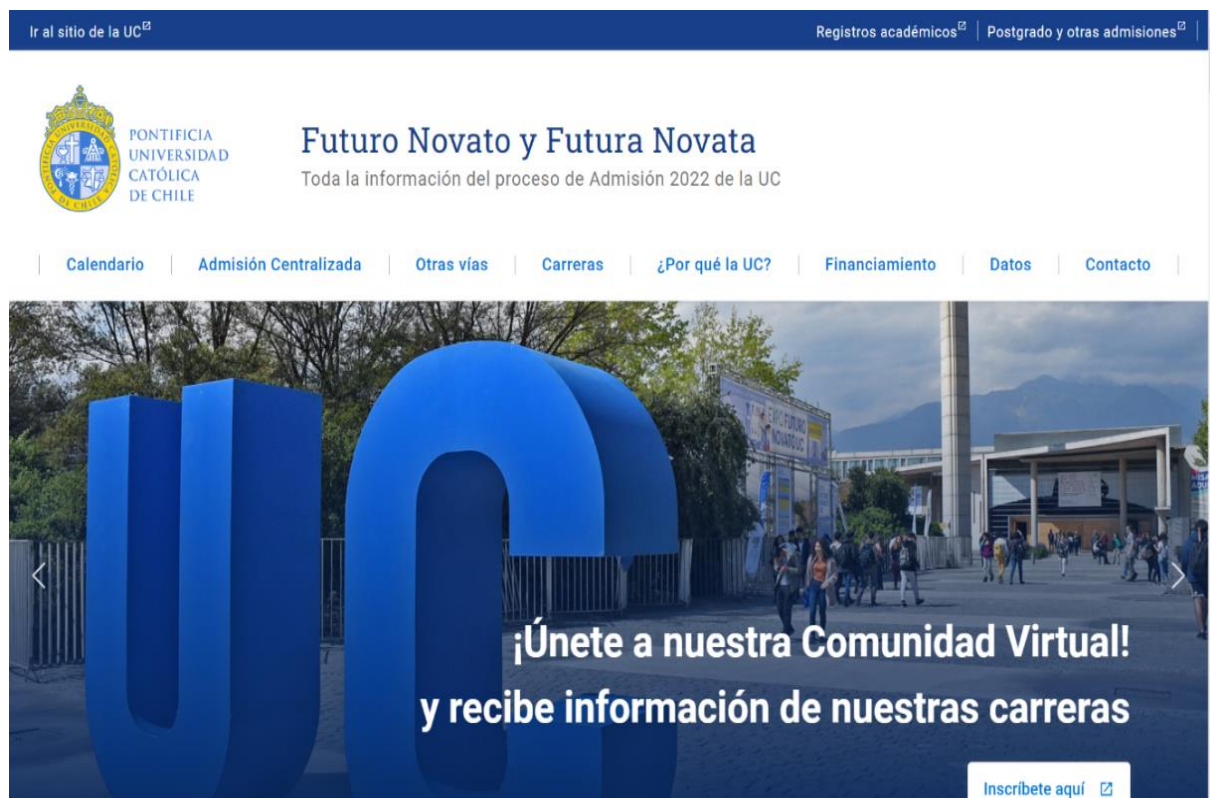 Ir al sitio de la UC
Registros académicos
Postgrado y otras admisiones
PONTIFICIA
UNIVERSIDAD
CATÓLICA
DE CHILE
Futuro Novato y Futura Novata
Toda la información del proceso de Admisión 2022 de la UC
Calendario
Admisión Centralizada
Otras vías
Carreras
¿Por qué la UC?
Financiamiento
Datos
Contacto
UC
¡Únete a nuestra Comunidad Virtual!
y recibe información de nuestras carreras
Inscríbete aquí